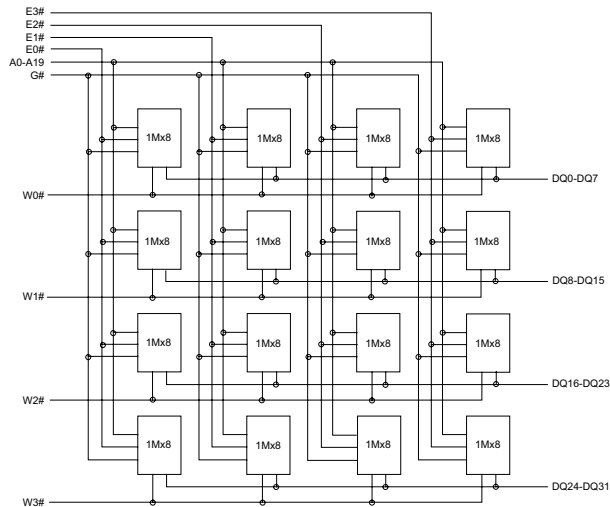 E3#
E2#
E1#
E0#
A0-A19
G#
1Mx8 1Mx8 1Mx8 1Mx8
DQ0-DQ7
W0#
1Mx8 1Mx8 1Mx8 1Mx8
DQ8-DQ15
W1#
1Mx8 1Mx8 1Mx8 1Mx8
DQ16-DQ23
W2#
1Mx8 1Mx8 1Mx8 1Mx8
DQ24-DQ31
W3#